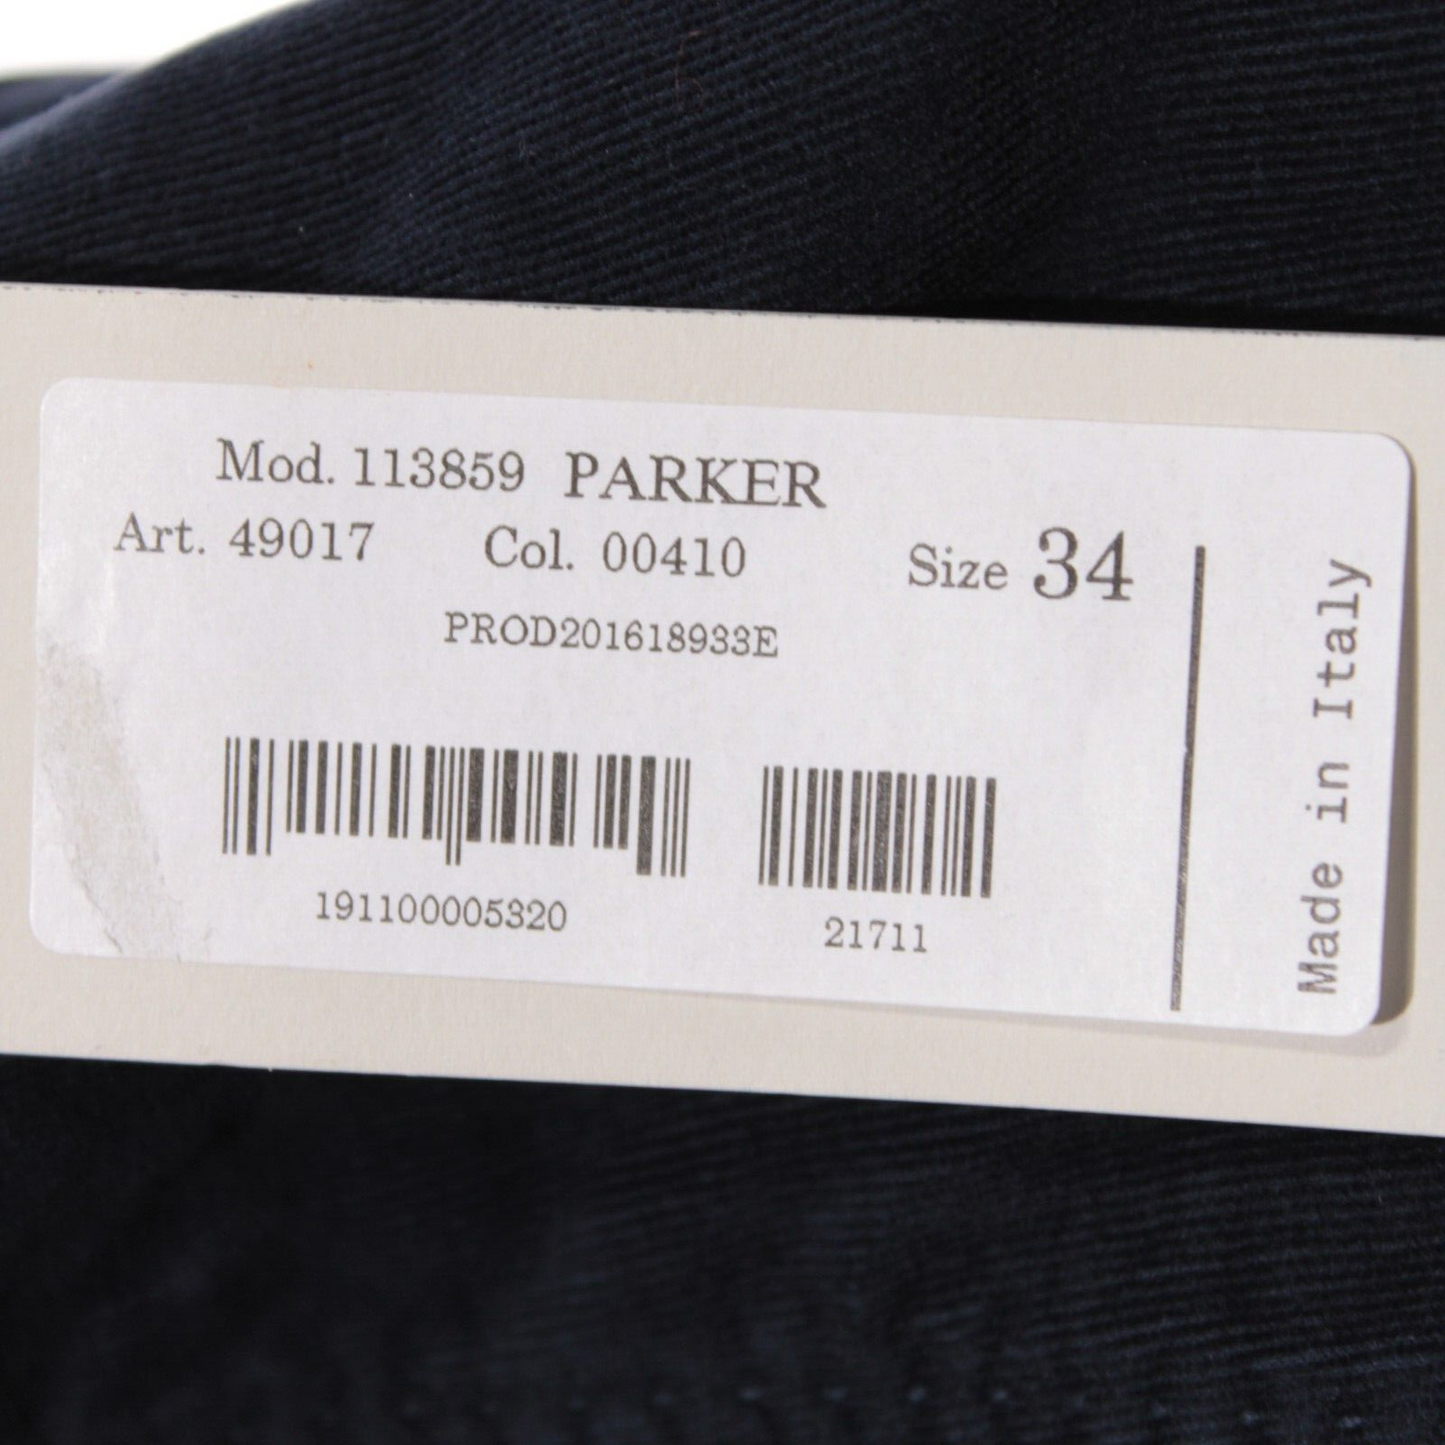 Mod. 113859 PARKER
Art. 49017 Col. 00410 Size 34
PROD201618933E
191100005320
21711
Made in Italy